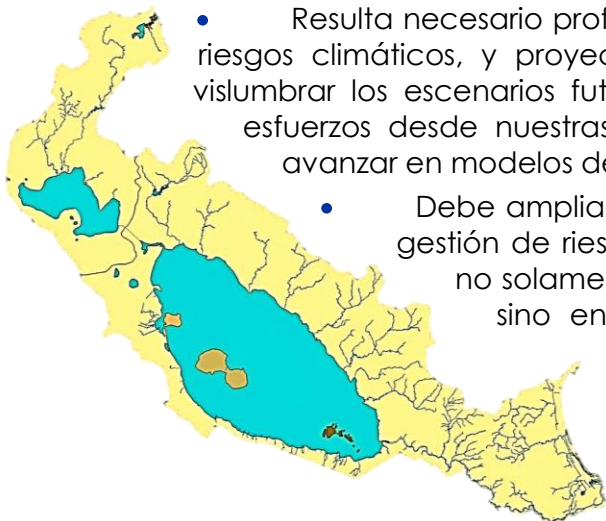 • Resulta necesario prof
riesgos climáticos, y proyec
vislumbrar los escenarios fut
esfuerzos desde nuestras
avanzar en modelos de
• Debe amplia
gestión de ries
no solame
sino en